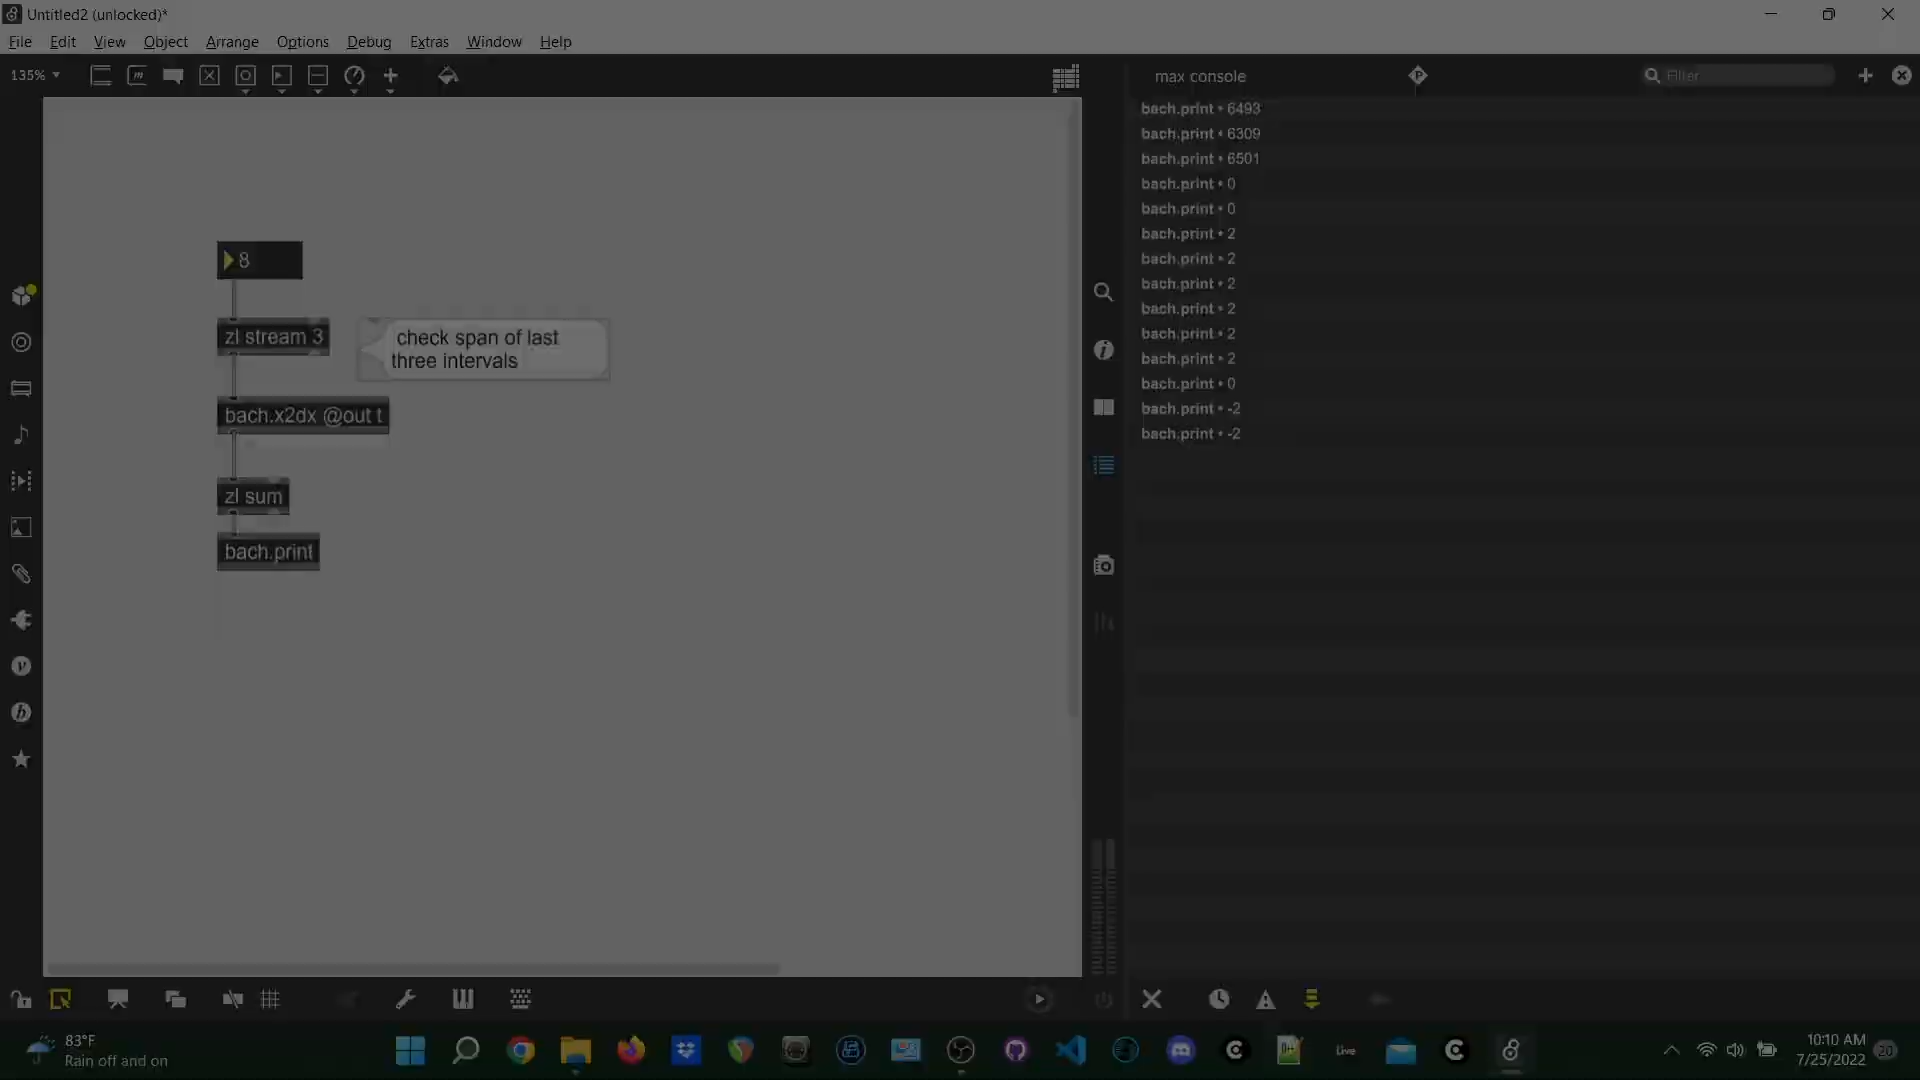 Untitled2 (unlocked)*
File Edit View Object Arrange Options Debug Extras Window Help
135%
max console
Filter
bach.print • 6493
bach.print • 6309
bach.print • 6501
bach.print • 0
bach.print • 0
bach.print • 2
bach.print • 2
bach.print • 2
bach.print • 2
bach.print • 2
bach.print • 2
bach.print • 0
bach.print • -2
bach.print • -2
8
zl stream 3
check span of last
three intervals
bach.x2dx @out t
zl sum
bach.print
83°F
Rain off and on
Live
10:10 AM
7/25/2022
20